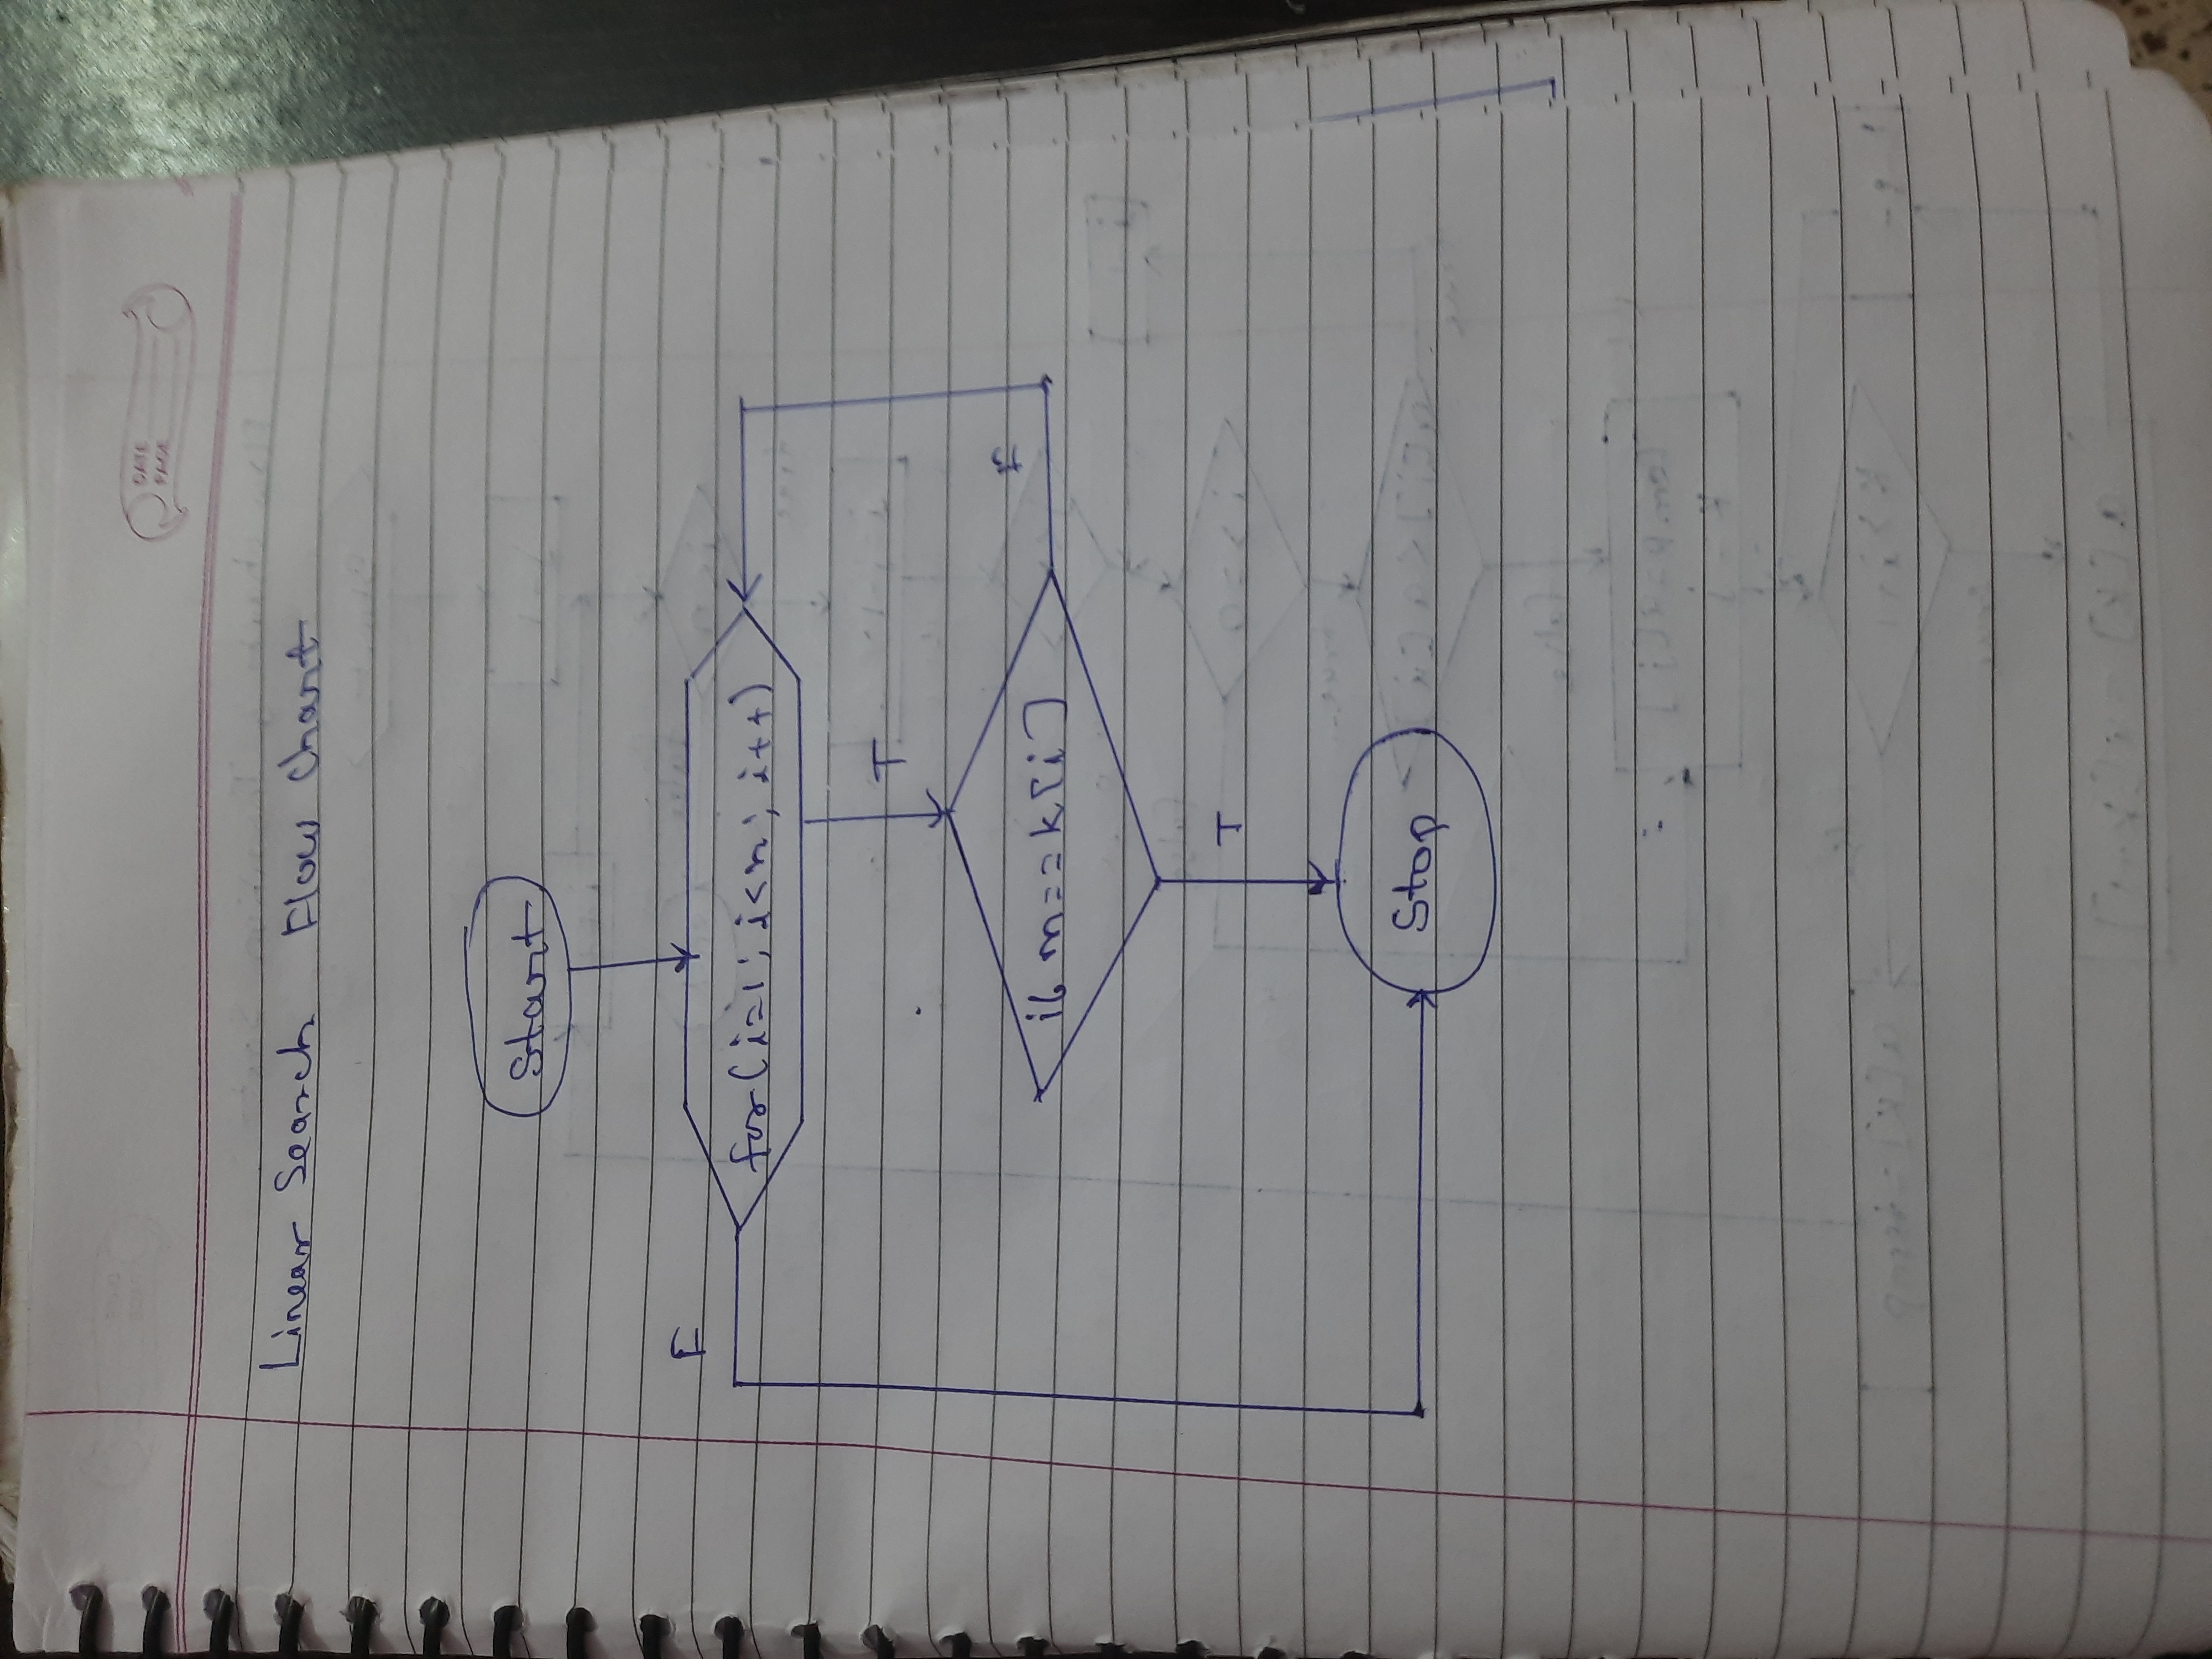 DATE
PAGE
Linear Search Flow Chart
Start
F
for(i=1; i<n; i++)
T
if m==k[i]
F
T
Stop